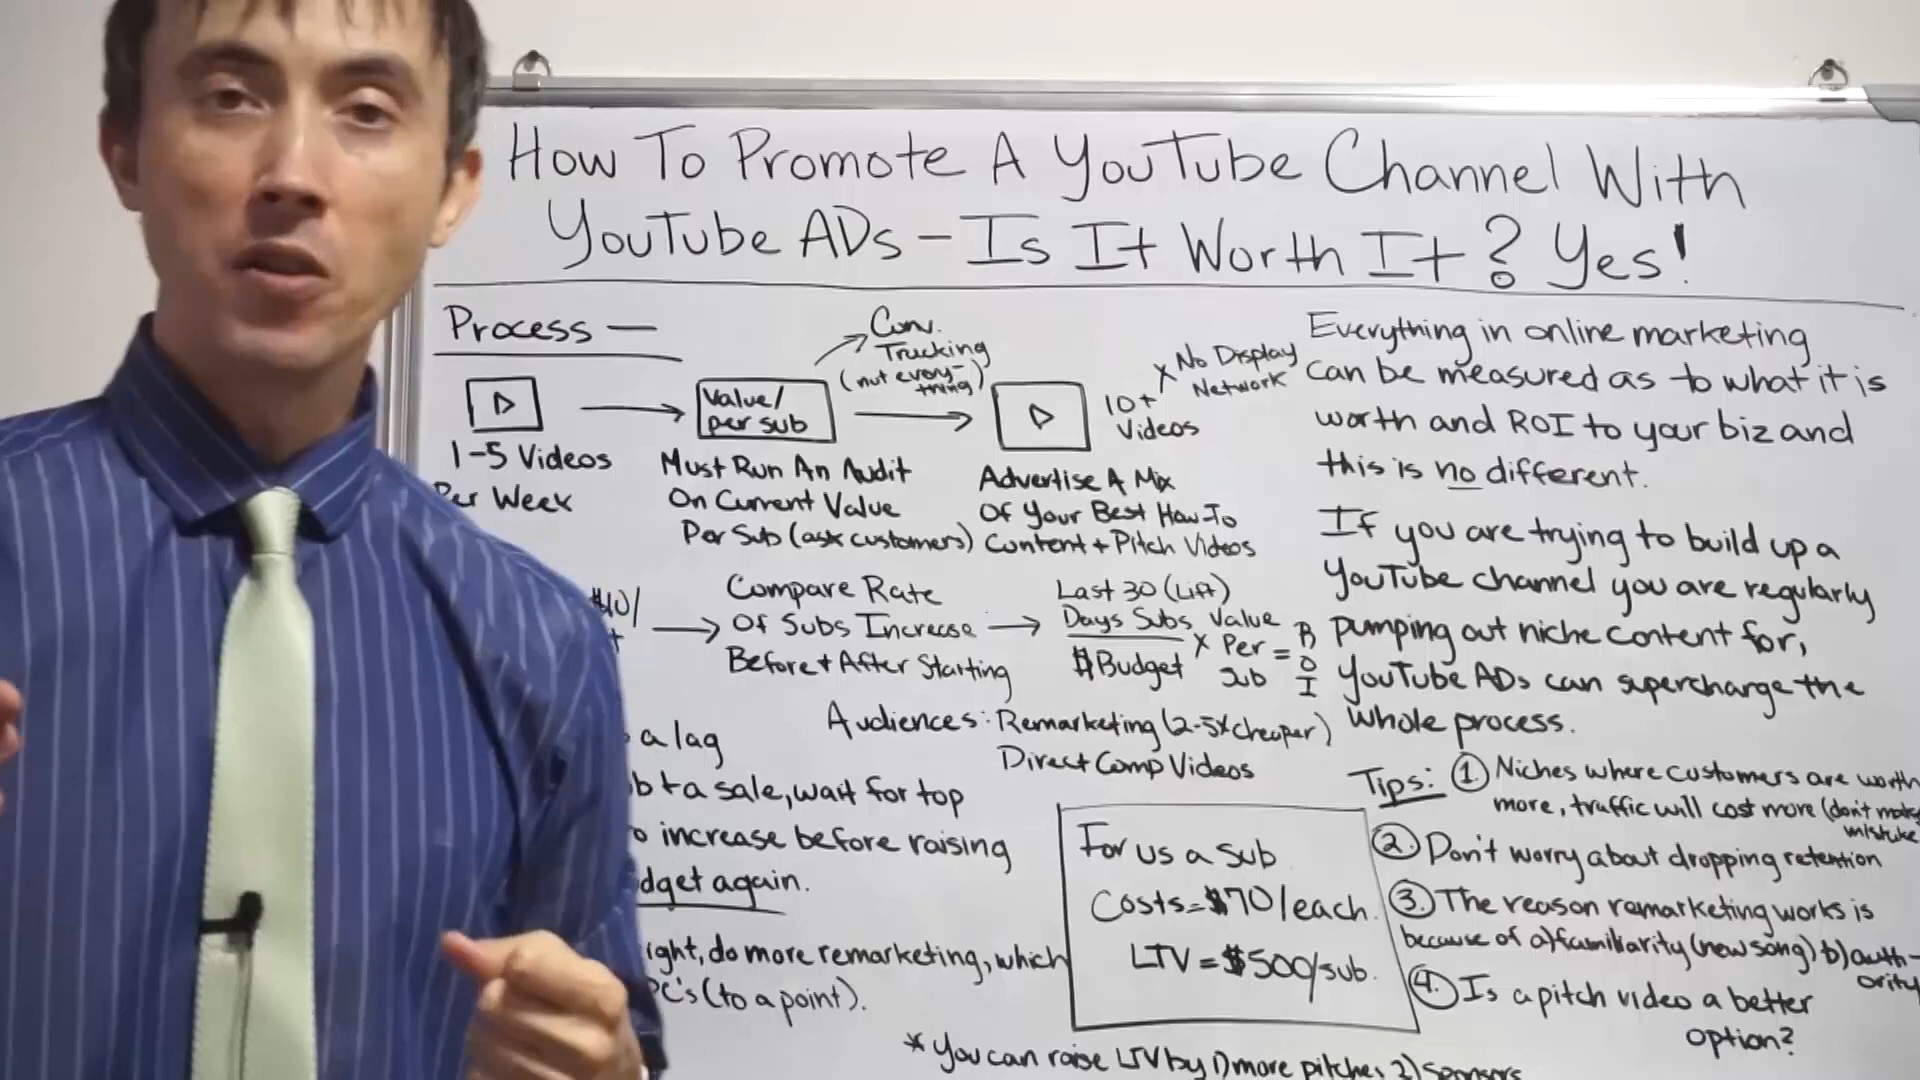 How To Promote A YouTube Channel With
YouTube ADs - Is It Worth It? Yes!
Process -
1-5 Videos
Per Week
Value/
per sub
Must Run An Audit
On Current Value
Per Sub (ask customers)
Conv.
Tracking
(not every-
thing)
10+
Videos
x No Display
Network
Advertise A Mix
Of Your Best How-To
Content + Pitch Videos
$10/
Compare Rate
Of Subs Increase
Before + After Starting
Last 30 (Lift)
Days Subs
$Budget
x
Value
Per
Sub
=
ROI
Audiences: Remarketing (2-5x cheaper)
Direct Comp Videos
a lag
to a sale, wait for top
increase before raising
again.
, do more remarketing, which
(to a point).
For us a sub
Costs = $70/each.
LTV = $500/sub.
* You can raise LTV by 1) more pitches 2) sponsors
Everything in online marketing
can be measured as to what it is
worth and ROI to your biz and
this is no different.
If you are trying to build up a
YouTube channel you are regularly
pumping out niche content for,
YouTube ADs can supercharge the
whole process.
Tips: 1. Niches where customers are worth
more, traffic will cost more (don't make
mistake
2. Don't worry about dropping retention
3. The reason remarketing works is
because of a) familiarity (new song) b) auth-
ority
4. Is a pitch video a better
option?